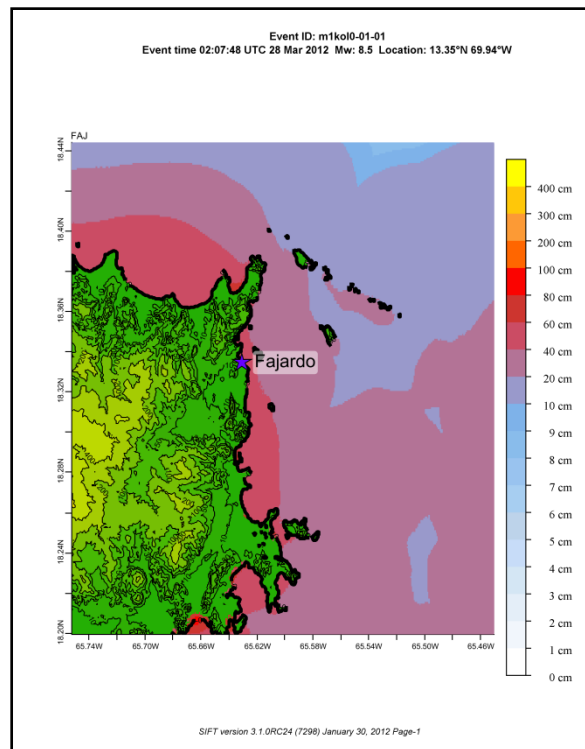 Event ID: m1kol0-01-01
Event time 02:07:48 UTC 28 Mar 2012 Mw: 8.5 Location: 13.35°N 69.94°W
FAJ
18.44N
18.40N
18.36N
18.32N
18.28N
18.24N
18.20N
Fajardo
65.74W
65.70W
65.66W
65.62W
65.58W
65.54W
65.50W
65.46W
400 cm
300 cm
200 cm
100 cm
80 cm
60 cm
40 cm
20 cm
10 cm
9 cm
8 cm
7 cm
6 cm
5 cm
4 cm
3 cm
2 cm
1 cm
0 cm
SIFT version 3.1.0RC24 (7298) January 30, 2012 Page-1